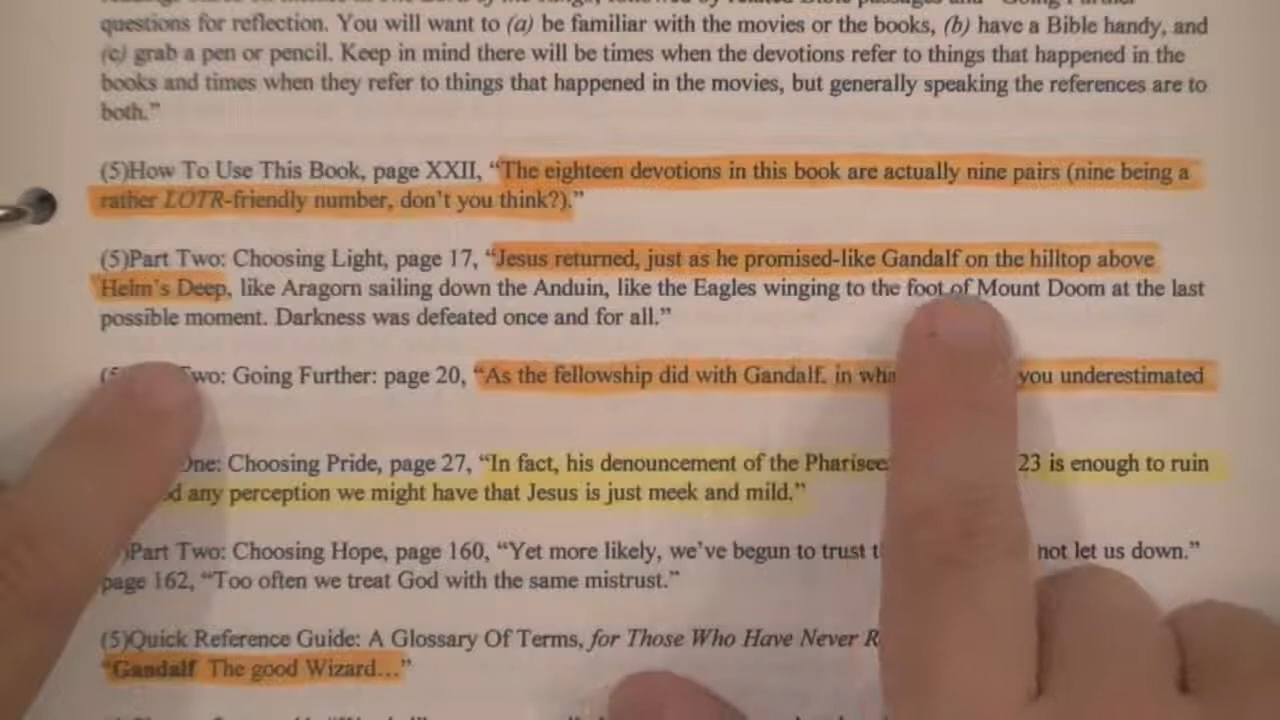 questions for reflection. You will want to (a) be familiar with the movies or the books, (b) have a Bible handy, and
(c) grab a pen or pencil. Keep in mind there will be times when the devotions refer to things that happened in the
books and times when they refer to things that happened in the movies, but generally speaking the references are to
both.”
(5)How To Use This Book, page XXII, “The eighteen devotions in this book are actually nine pairs (nine being a
rather LOTR-friendly number, don’t you think?).”
(5)Part Two: Choosing Light, page 17, “Jesus returned, just as he promised-like Gandalf on the hilltop above
Helm’s Deep, like Aragorn sailing down the Anduin, like the Eagles winging to the foot of Mount Doom at the last
possible moment. Darkness was defeated once and for all.”
Two: Going Further: page 20, “As the fellowship did with Gandalf, in you underestimated
One: Choosing Pride, page 27, “In fact, his denouncement of the 23 is enough to ruin
any perception we might have that Jesus is just meek and mild.”
)Part Two: Choosing Hope, page 160, “Yet more likely, we’ve begun to trust not let us down.”
page 162, “Too often we treat God with the same mistrust.”
(5)Quick Reference Guide: A Glossary Of Terms, for Those Who Have Never
“Gandalf The good Wizard...”